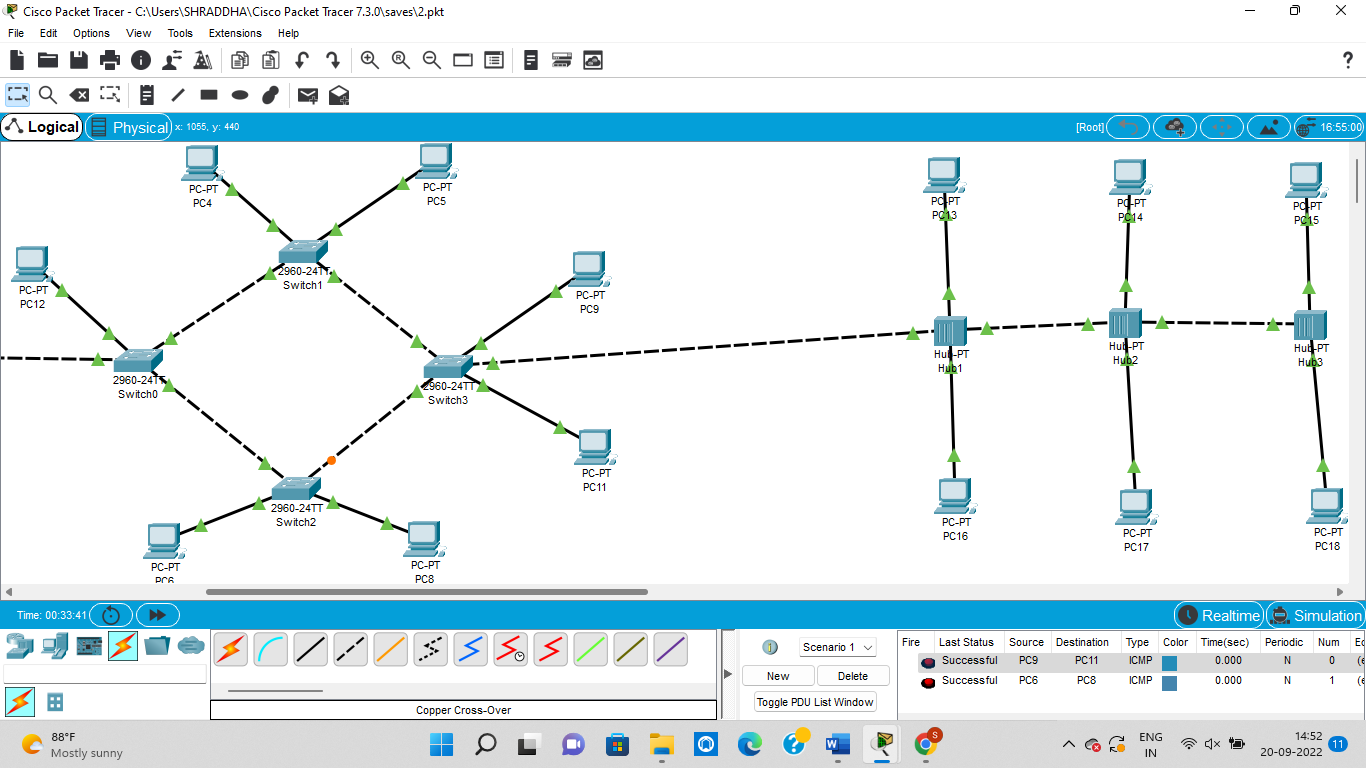 Cisco Packet Tracer - C:\Users\SHRADDHA\Cisco Packet Tracer 7.3.0\saves\2.pkt
File Edit Options View Tools Extensions Help
Logical Physical x: 1055, y: 440 [Root] 16:55:00
PC-PT
PC4
PC-PT
PC5
PC-PT
PC13
PC-PT
PC14
PC-PT
PC15
2960-24TT
Switch1
PC-PT
PC12
PC-PT
PC9
2960-24TT
Switch0
2960-24TT
Switch3
Hub-PT
Hub1
Hub-PT
Hub2
Hub-PT
Hub3
PC-PT
PC11
2960-24TT
Switch2
PC-PT
PC16
PC-PT
PC17
PC-PT
PC18
PC-PT
PC6
PC-PT
PC8
Time: 00:33:41 Realtime Simulation
Scenario 1
New Delete
Toggle PDU List Window
Fire Last Status Source Destination Type Color Time(sec) Periodic Num
Successful PC9 PC11 ICMP 0.000 N 0 (e
Successful PC6 PC8 ICMP 0.000 N 1 (e
Copper Cross-Over
88°F
Mostly sunny
S
ENG
IN
14:52
20-09-2022
11